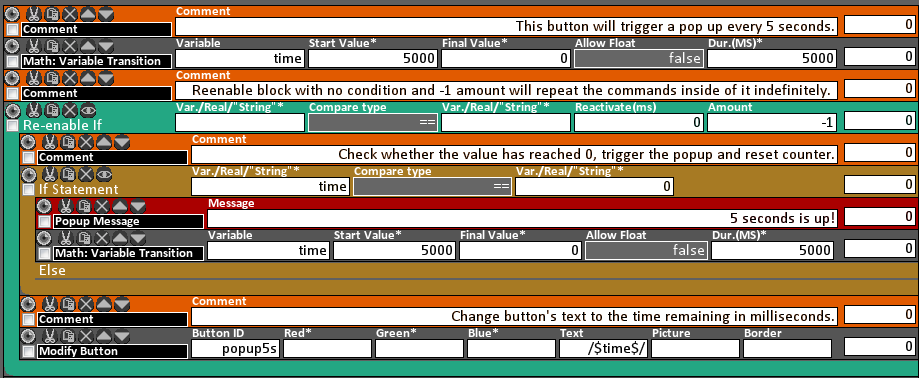 Comment
This button will trigger a pop up every 5 seconds. 0
Comment
Variable Start Value* Final Value* Allow Float Dur.(MS)*
time 5000 0 false 5000 0
Math: Variable Transition
Comment
Reenable block with no condition and -1 amount will repeat the commands inside of it indefinitely. 0
Comment
Var./Real/"String"* Compare type Var./Real/"String"* Reactivate(ms) Amount
== 0 -1 0
Re-enable If
Comment
Check whether the value has reached 0, trigger the popup and reset counter. 0
Comment
Var./Real/"String"* Compare type Var./Real/"String"*
time == 0 0
If Statement
Message
5 seconds is up! 0
Popup Message
Variable Start Value* Final Value* Allow Float Dur.(MS)*
time 5000 0 false 5000 0
Math: Variable Transition
Else
Comment
Change button's text to the time remaining in milliseconds. 0
Comment
Button ID Red* Green* Blue* Text Picture Border
popup5s /$time$/ 0
Modify Button